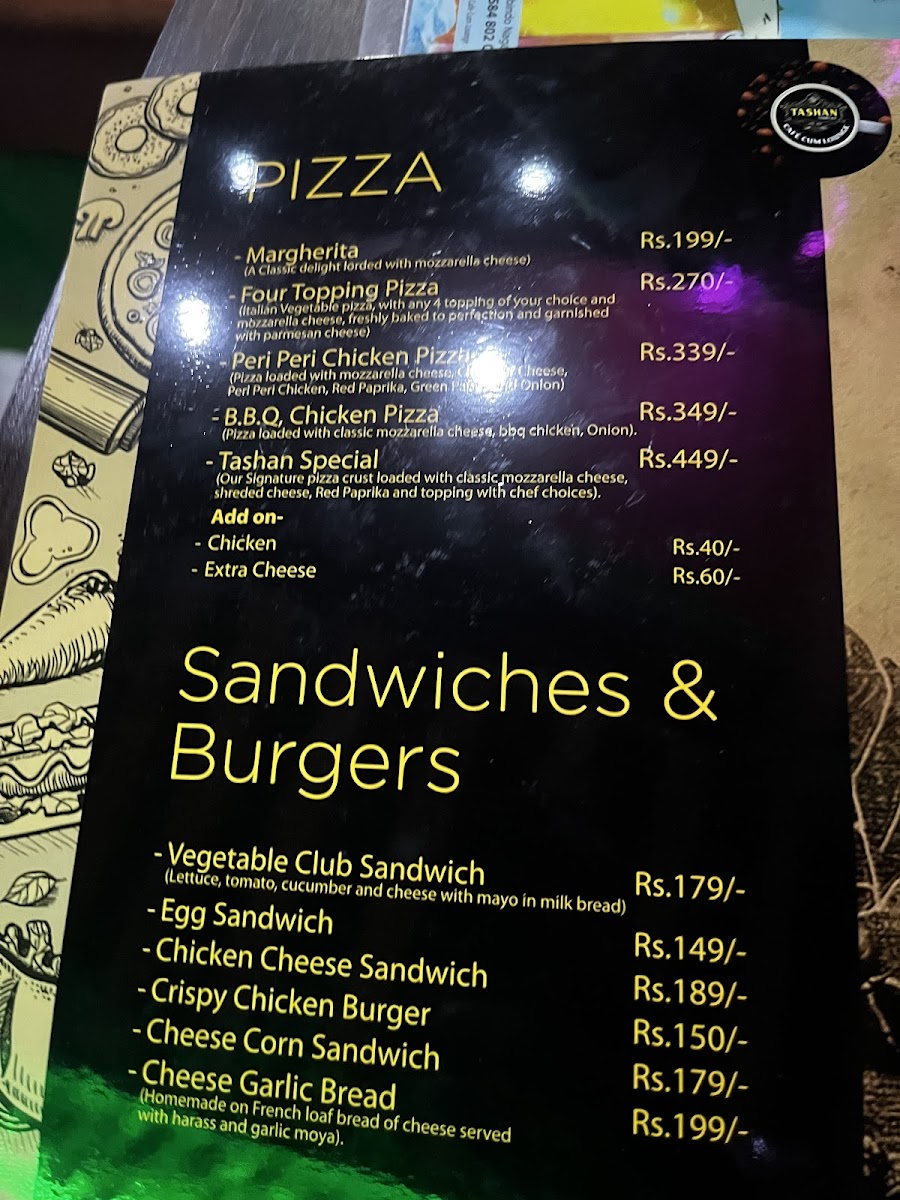 584 802
TASHAN
CAFE CUM LOUNGE
PIZZA
- Margherita Rs.199/-
(A Classic delight lorded with mozzarella cheese)
- Four Topping Pizza Rs.270/-
(Italian Vegetable pizza, with any 4 topping of your choice and
mozzarella cheese, freshly baked to perfection and garnished
with parmesan cheese)
- Peri Peri Chicken Pizza Rs.339/-
(Pizza loaded with mozzarella cheese, Cheese,
Peri Peri Chicken, Red Paprika, Green Onion)
- B.B.Q, Chicken Pizza Rs.349/-
(Pizza loaded with classic mozzarella cheese, bbq chicken, Onion).
- Tashan Special Rs.449/-
(Our Signature pizza crust loaded with classic mozzarella cheese,
shreded cheese, Red Paprika and topping with chef choices).
Add on-
- Chicken Rs.40/-
- Extra Cheese Rs.60/-
Sandwiches &
Burgers
- Vegetable Club Sandwich Rs.179/-
(Lettuce, tomato, cucumber and cheese with mayo in milk bread)
- Egg Sandwich Rs.149/-
- Chicken Cheese Sandwich Rs.189/-
- Crispy Chicken Burger Rs.150/-
- Cheese Corn Sandwich Rs.179/-
- Cheese Garlic Bread Rs.199/-
(Homemade on French loaf bread of cheese served
with harass and garlic moya).